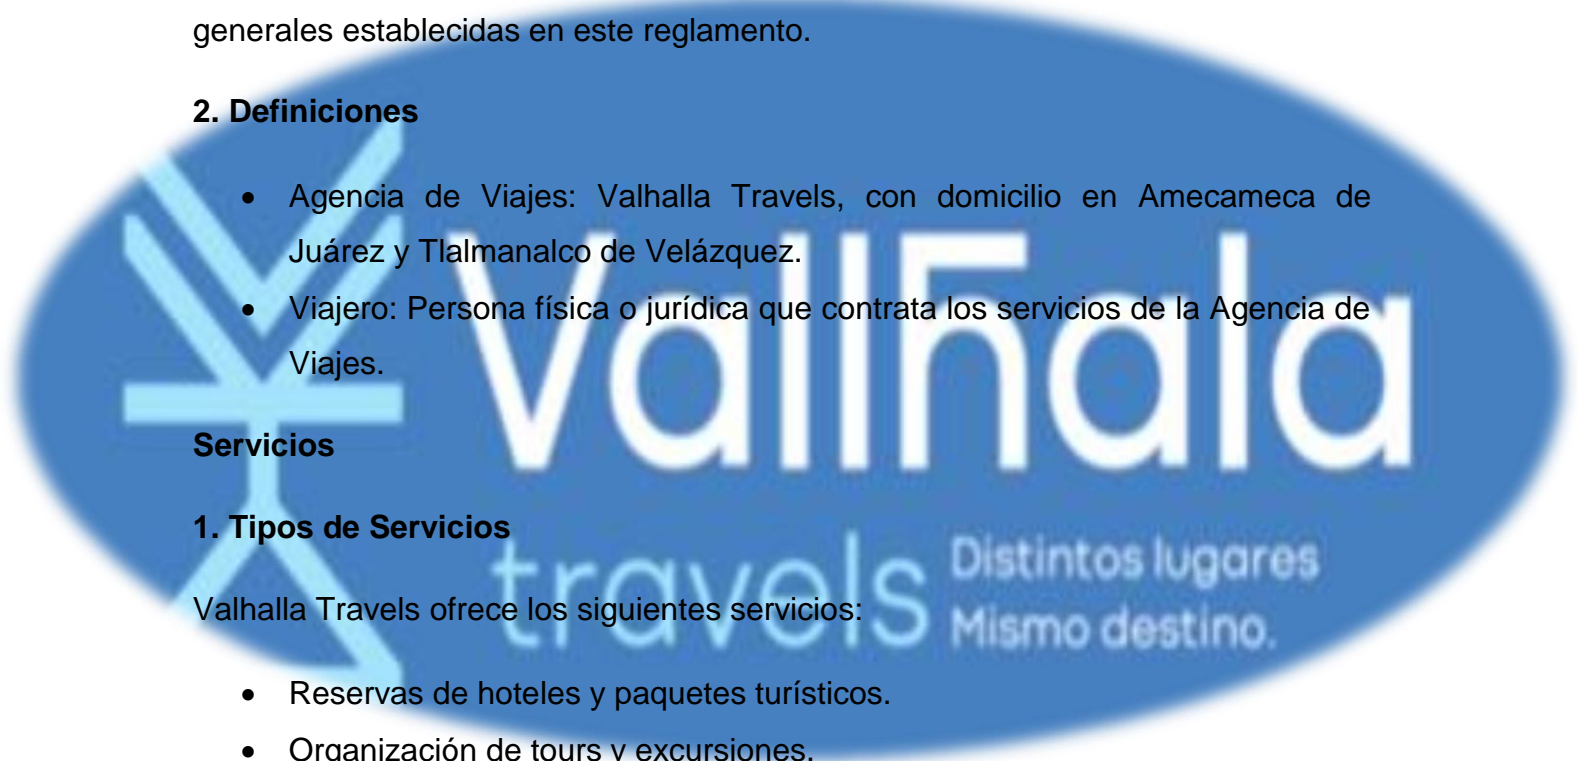 generales establecidas en este reglamento.
2. Definiciones
• Agencia de Viajes: Valhalla Travels, con domicilio en Amecameca de
Juárez y Tlalmanalco de Velázquez.
• Viajero: Persona física o jurídica que contrata los servicios de la Agencia de
Viajes.
Vallhala
Servicios
1. Tipos de Servicios
travels
Distintos lugares
Mismo destino.
Valhalla Travels ofrece los siguientes servicios:
• Reservas de hoteles y paquetes turísticos.
• Organización de tours y excursiones.